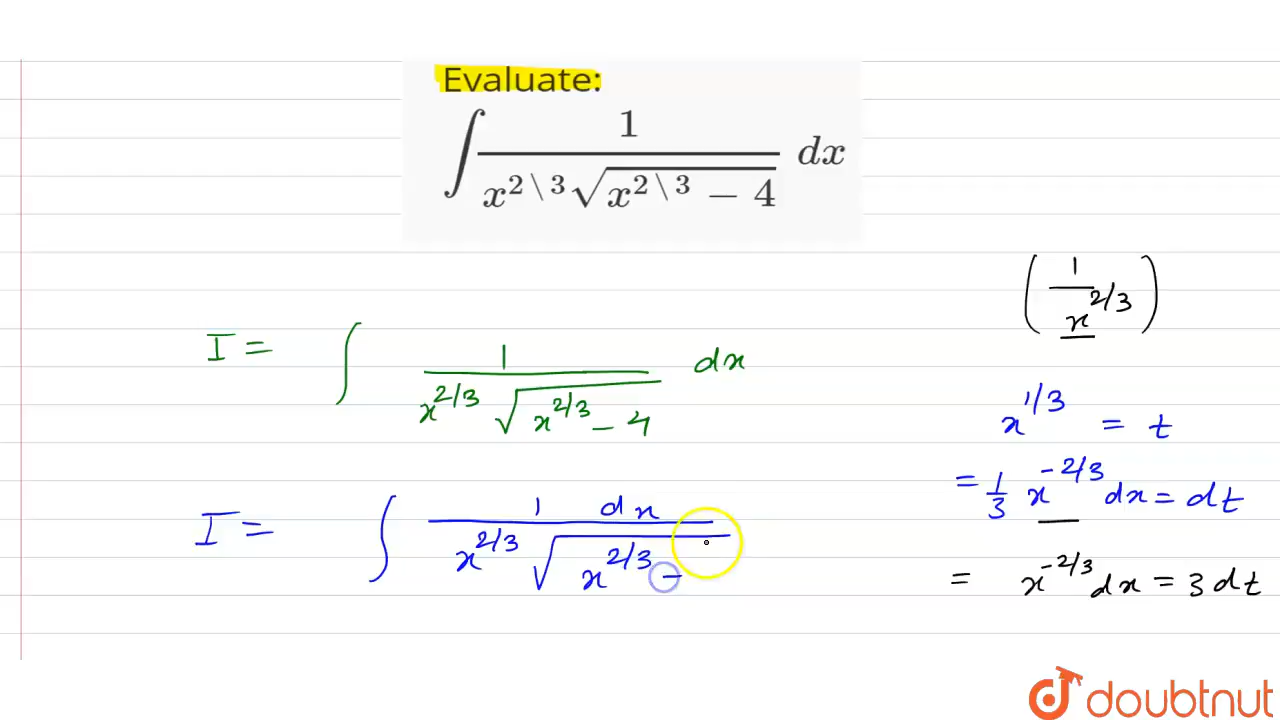 Evaluate:
∫ 1 / (x^{2\3} √(x^{2\3} − 4)) dx
(1 / x^{2/3})
I = ∫ 1 / (x^{2/3} √(x^{2/3} − 4)) dx
x^{1/3} = t
= 1/3 x^{-2/3} dx = dt
I = ∫ 1 dx / (x^{2/3} √(x^{2/3} −
= x^{-2/3} dx = 3 dt
doubtnut